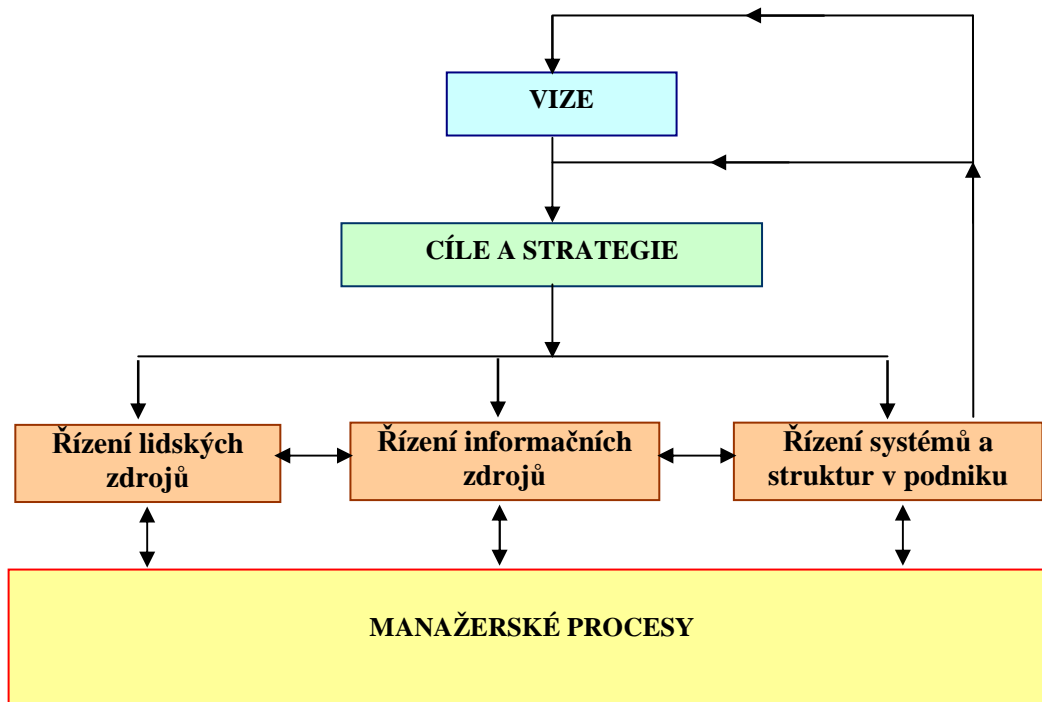 VIZE
CÍLE A STRATEGIE
Řízení lidských
zdrojů
Řízení informačních
zdrojů
Řízení systémů a
struktur v podniku
MANAŽERSKÉ PROCESY